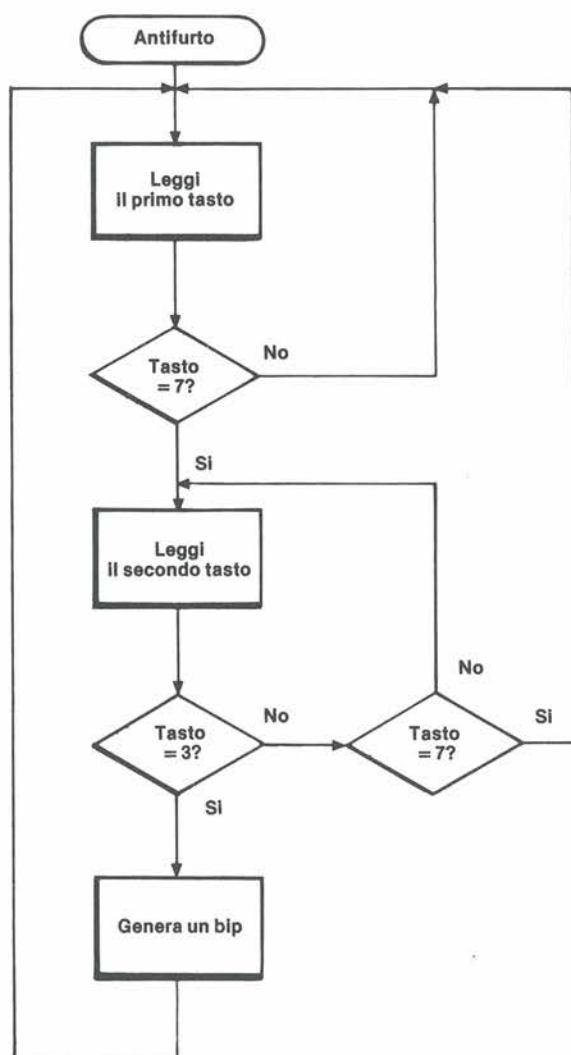 Antifurto
Leggi
il primo tasto
Tasto
= 7?
No
Si
Leggi
il secondo tasto
Tasto
= 3?
No
Tasto
= 7?
No
Si
Si
Genera un bip